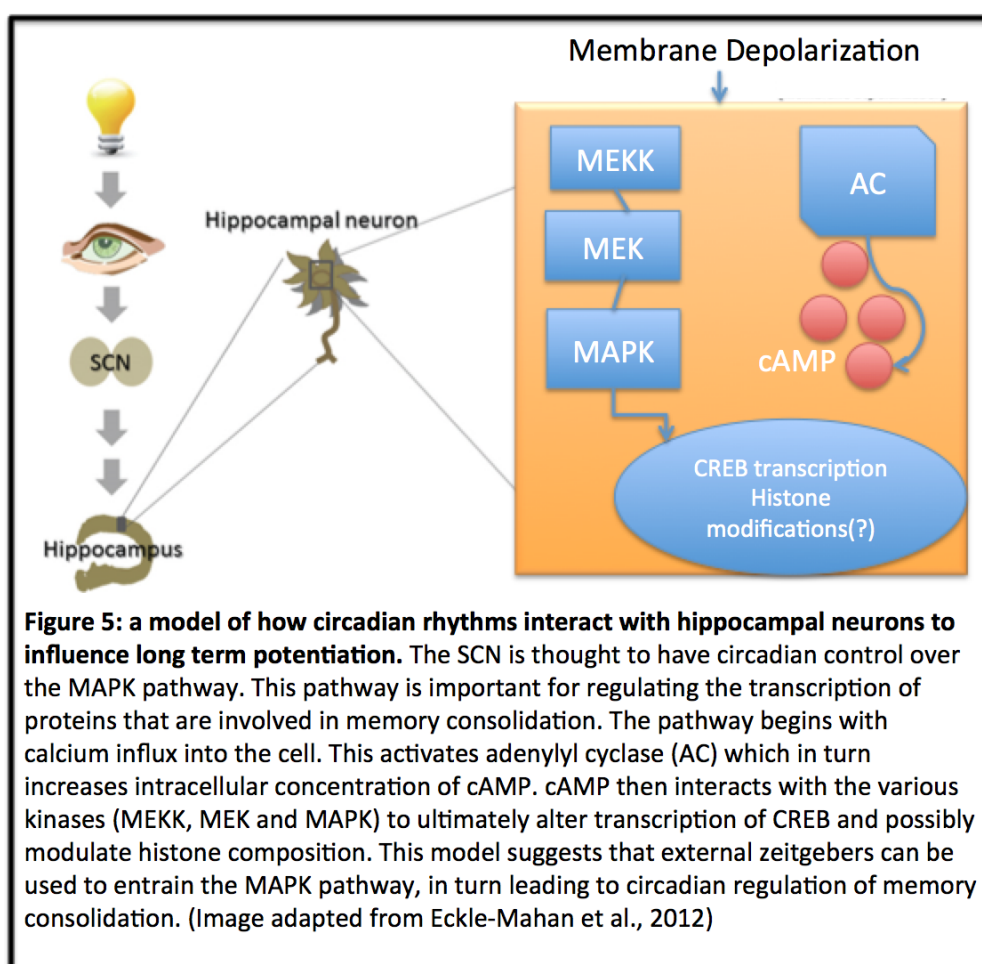 Membrane Depolarization
MEKK
AC
Hippocampal neuron
MEK
MAPK
cAMP
SCN
CREB transcription
Histone
modifications(?)
Hippocampus
Figure 5: a model of how circadian rhythms interact with hippocampal neurons to
influence long term potentiation. The SCN is thought to have circadian control over
the MAPK pathway. This pathway is important for regulating the transcription of
proteins that are involved in memory consolidation. The pathway begins with
calcium influx into the cell. This activates adenylyl cyclase (AC) which in turn
increases intracellular concentration of cAMP. cAMP then interacts with the various
kinases (MEKK, MEK and MAPK) to ultimately alter transcription of CREB and possibly
modulate histone composition. This model suggests that external zeitgebers can be
used to entrain the MAPK pathway, in turn leading to circadian regulation of memory
consolidation. (Image adapted from Eckle-Mahan et al., 2012)